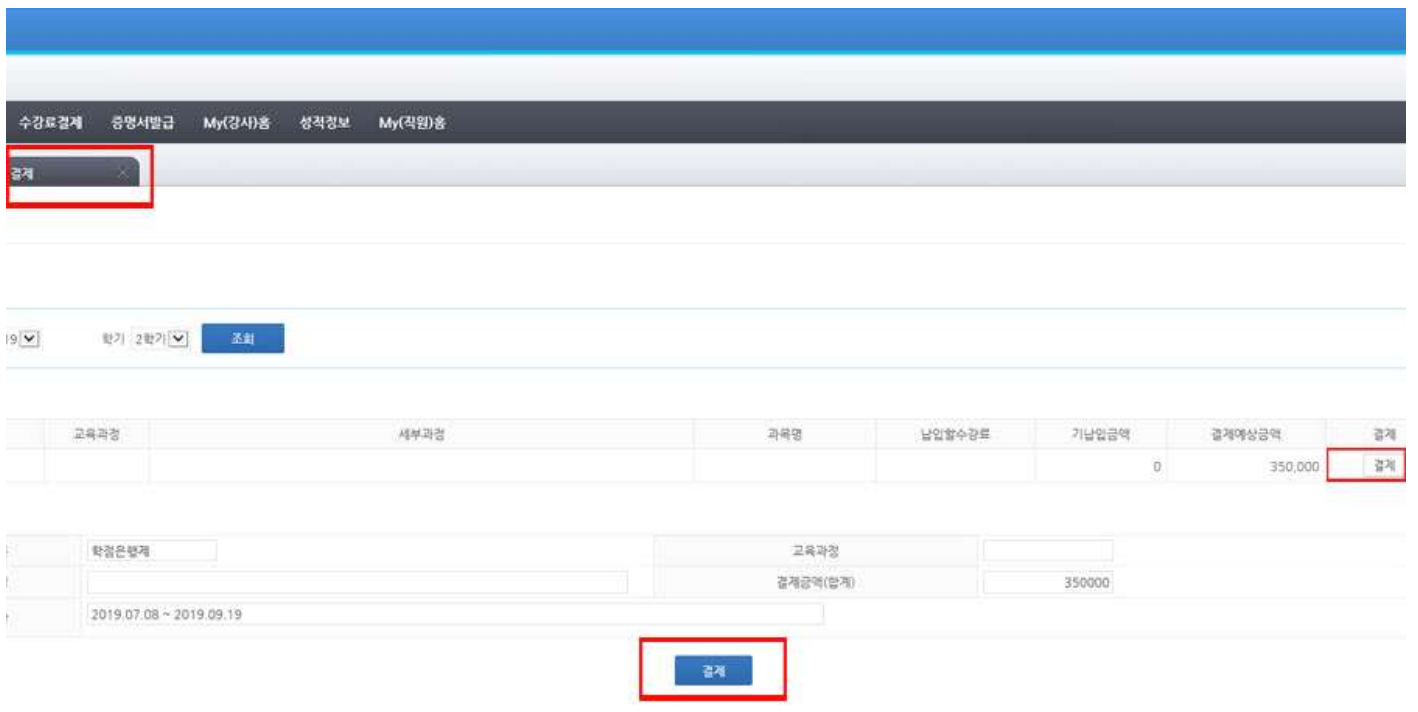 수강료결제 증명서발급 My(강사)홈 성적정보 My(직원)홈
결제
19 학기 2학기 조회
교육과정 세부과정 과목명 납입할수강료 기납입금액 결제예상금액 결제
0 350,000 결제
학점은행제 교육과정
결제금액(합계) 350000
2019.07.08 ~ 2019.09.19
결제